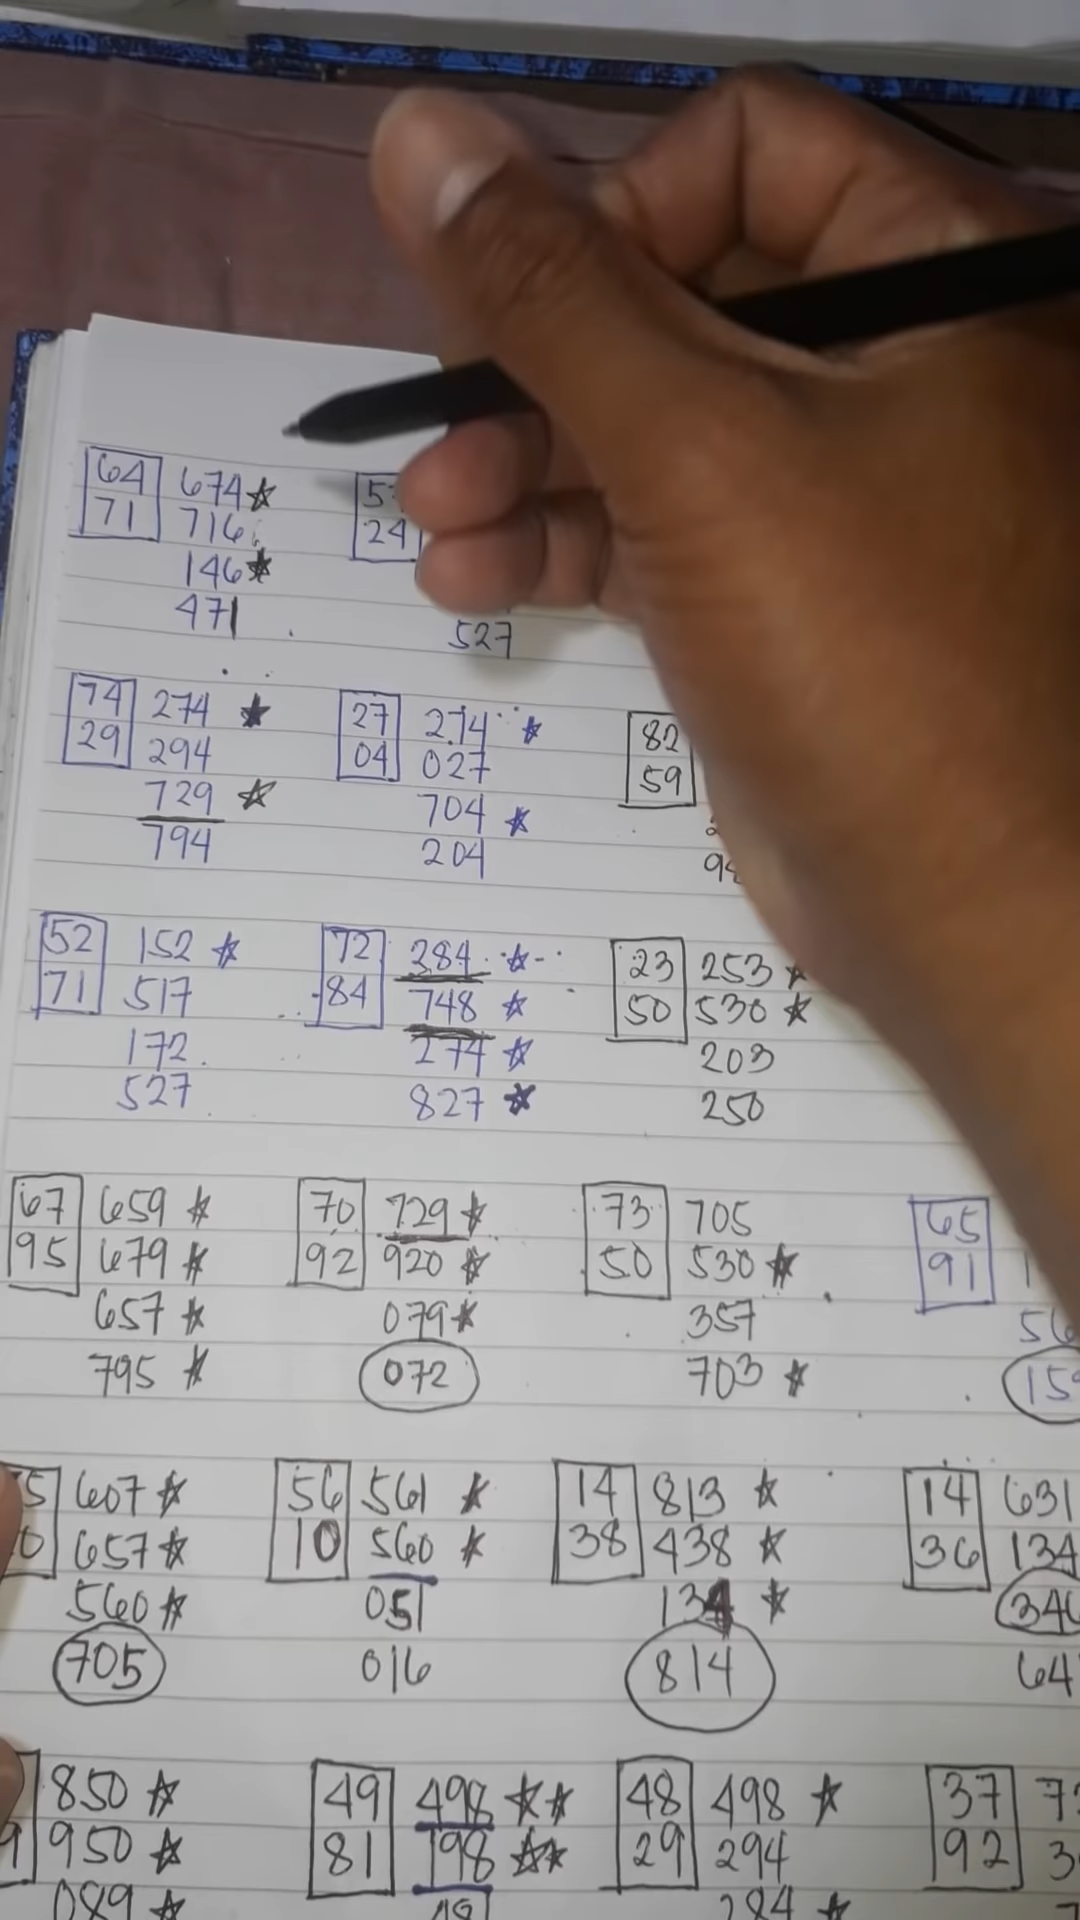 64 674☆
71 716
146★
471
24
527
74 274 ★
29 294
729 ☆
794
27 274 ☆
04 027
704 ☆
204
82
59
52 152 ☆
71 517
172
527
72 284 ☆
84 748 ☆
274 ☆
827 ☆
23 253 ☆
50 530 ☆
203
250
67 659 ☆
95 679 ☆
657 ☆
795 ☆
70 729 ☆
92 920 ☆
079 ☆
072
73 705
50 530 ☆
357
703 ☆
65
91
607 ☆
657 ☆
560 ☆
705
56 561 ☆
10 560 ☆
051
016
14 813 ☆
38 438 ☆
134 ☆
814
14 631
36 134
850 ☆
950 ☆
089 ☆
49 498 ☆☆
81 198 ☆☆
48 498 ☆
29 294
284 ☆
37
92